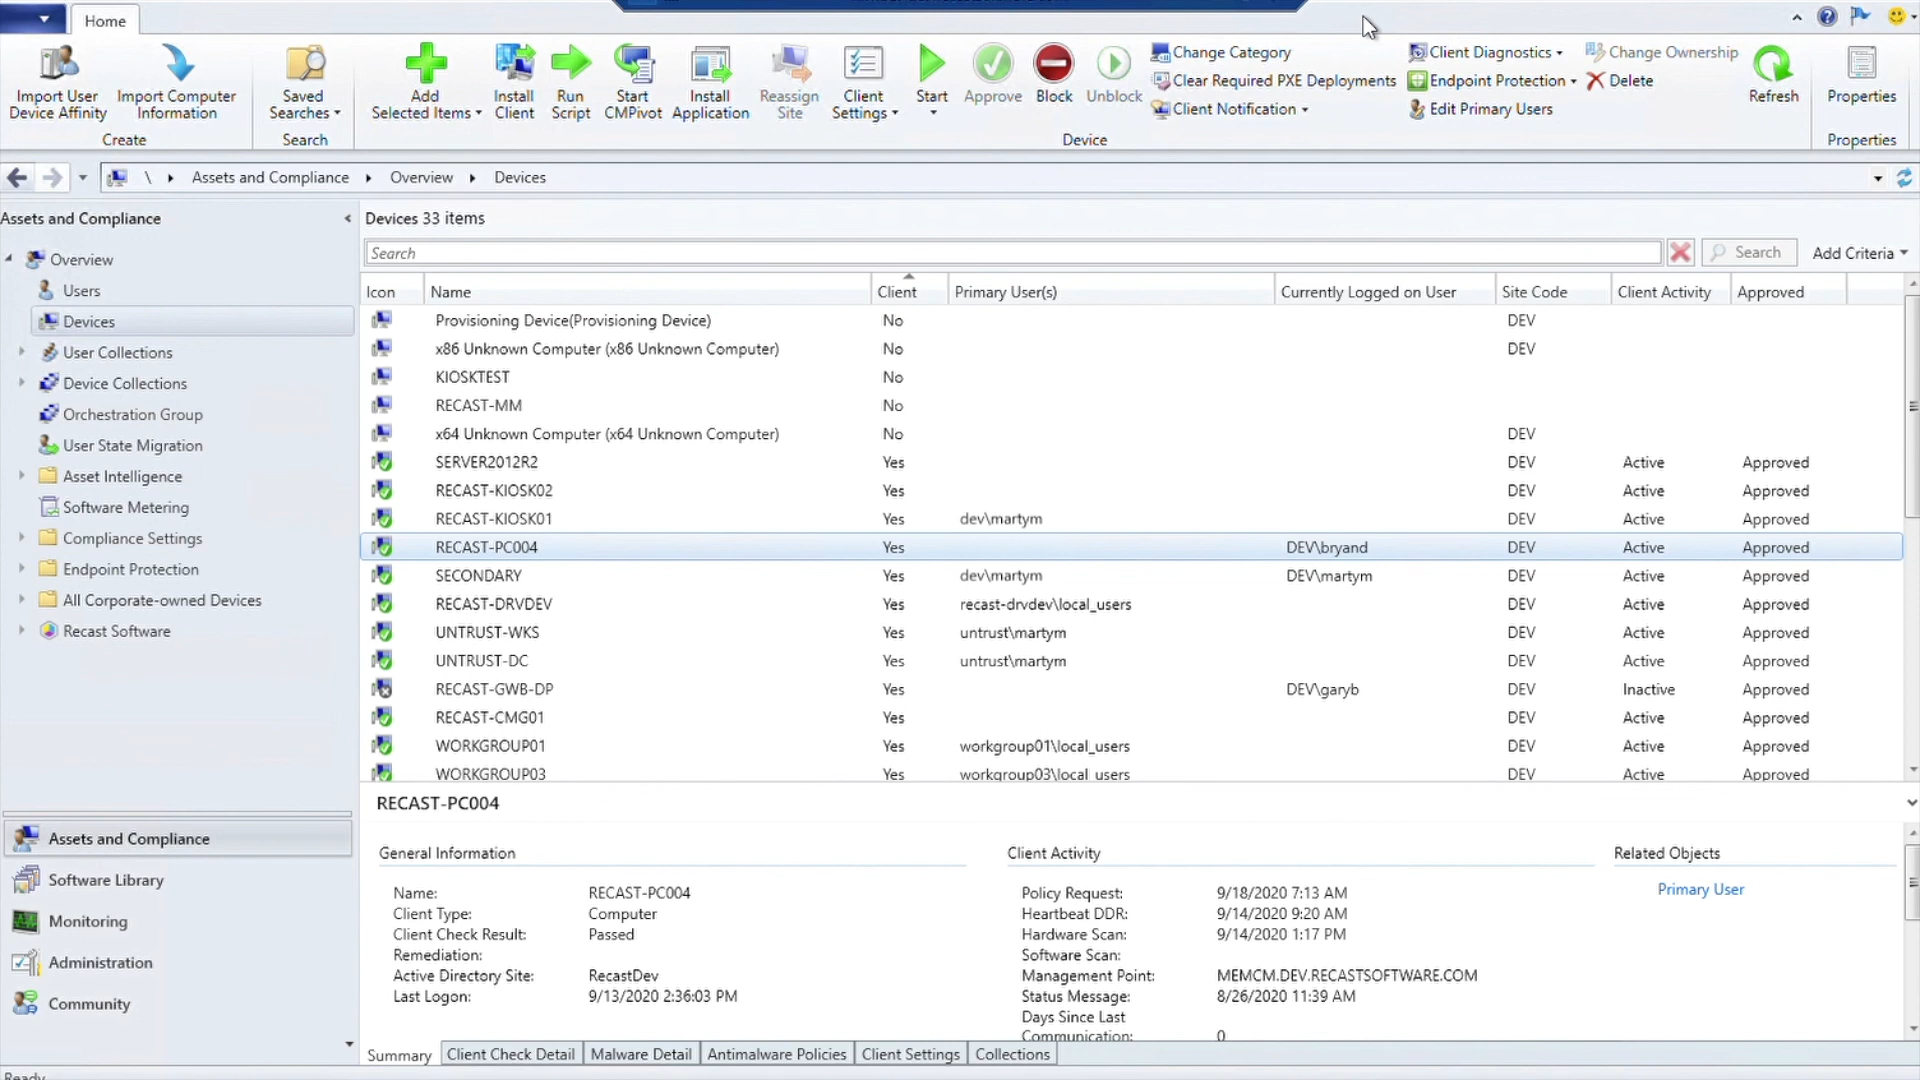 Home
Import User
Device Affinity
Import Computer
Information
Create
Saved
Searches
Search
Add
Selected Items
Install
Client
Run
Script
Start
CMPivot
Install
Application
Reassign
Site
Client
Settings
Start
Approve
Block
Unblock
Change Category
Clear Required PXE Deployments
Client Notification
Client Diagnostics
Endpoint Protection
Edit Primary Users
Change Ownership
Delete
Device
Refresh
Properties
Properties
\ Assets and Compliance Overview Devices
Assets and Compliance
Overview
Users
Devices
User Collections
Device Collections
Orchestration Group
User State Migration
Asset Intelligence
Software Metering
Compliance Settings
Endpoint Protection
All Corporate-owned Devices
Recast Software
Assets and Compliance
Software Library
Monitoring
Administration
Community
Devices 33 items
Search
Search
Add Criteria
Icon Name Client Primary User(s) Currently Logged on User Site Code Client Activity Approved
Provisioning Device(Provisioning Device) No DEV
x86 Unknown Computer (x86 Unknown Computer) No DEV
KIOSKTEST No
RECAST-MM No
x64 Unknown Computer (x64 Unknown Computer) No DEV
SERVER2012R2 Yes DEV Active Approved
RECAST-KIOSK02 Yes DEV Active Approved
RECAST-KIOSK01 Yes dev\martym DEV Active Approved
RECAST-PC004 Yes DEV\bryand DEV Active Approved
SECONDARY Yes dev\martym DEV\martym DEV Active Approved
RECAST-DRVDEV Yes recast-drvdev\local_users DEV Active Approved
UNTRUST-WKS Yes untrust\martym DEV Active Approved
UNTRUST-DC Yes untrust\martym DEV Active Approved
RECAST-GWB-DP Yes DEV\garyb DEV Inactive Approved
RECAST-CMG01 Yes DEV Active Approved
WORKGROUP01 Yes workgroup01\local_users DEV Active Approved
WORKGROUP03 Yes workgroup03\local_users DEV Active Approved
RECAST-PC004
General Information
Name: RECAST-PC004
Client Type: Computer
Client Check Result: Passed
Remediation:
Active Directory Site: RecastDev
Last Logon: 9/13/2020 2:36:03 PM
Client Activity
Policy Request: 9/18/2020 7:13 AM
Heartbeat DDR: 9/14/2020 9:20 AM
Hardware Scan: 9/14/2020 1:17 PM
Software Scan:
Management Point: MEMCM.DEV.RECASTSOFTWARE.COM
Status Message: 8/26/2020 11:39 AM
Days Since Last
Communication: 0
Related Objects
Primary User
Summary Client Check Detail Malware Detail Antimalware Policies Client Settings Collections
Ready